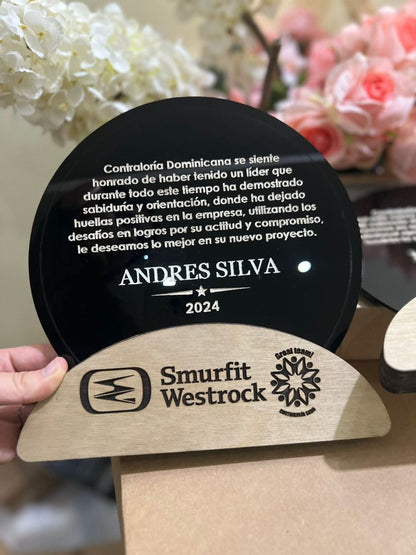 Contraloría Dominicana se siente
honrado de haber tenido un líder que
durante todo este tiempo ha demostrado
sabiduría y orientación, donde ha dejado
huellas positivas en la empresa, utilizando los
desafíos en logros por su actitud y compromiso,
le deseamos lo mejor en su nuevo proyecto.
ANDRES SILVA
2024
Great team!
Smurfit
Westrock